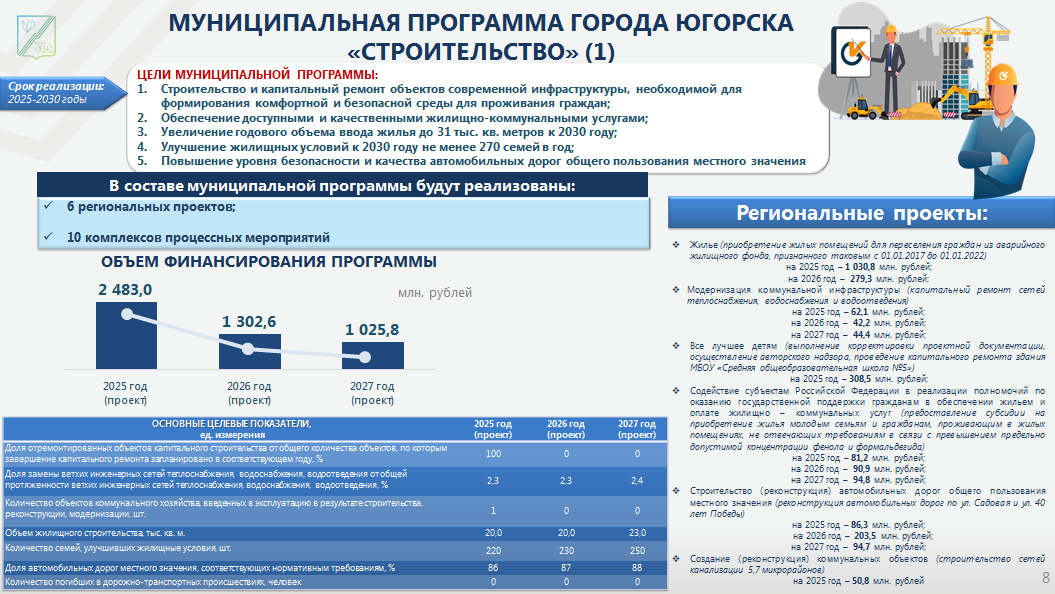 МУНИЦИПАЛЬНАЯ ПРОГРАММА ГОРОДА ЮГОРСКА
«СТРОИТЕЛЬСТВО» (1)
Срок реализации:
2025-2030 годы
ЦЕЛИ МУНИЦИПАЛЬНОЙ ПРОГРАММЫ:
1. Строительство и капитальный ремонт объектов современной инфраструктуры, необходимой для
формирования комфортной и безопасной среды для проживания граждан;
2. Обеспечение доступными и качественными жилищно-коммунальными услугами;
3. Увеличение годового объема ввода жилья до 31 тыс. кв. метров к 2030 году;
4. Улучшение жилищных условий к 2030 году не менее 270 семей в год;
5. Повышение уровня безопасности и качества автомобильных дорог общего пользования местного значения
В составе муниципальной программы будут реализованы:
✓ 6 региональных проектов;
✓ 10 комплексов процессных мероприятий
ОБЪЕМ ФИНАНСИРОВАНИЯ ПРОГРАММЫ
млн. рублей
2 483,0
1 302,6
1 025,8
2025 год 2026 год 2027 год
(проект) (проект) (проект)
ОСНОВНЫЕ ЦЕЛЕВЫЕ ПОКАЗАТЕЛИ, 2025 год 2026 год 2027 год
ед. измерения (проект) (проект) (проект)
Доля отремонтированных объектов капитального строительства от общего количества объектов, по которым
завершение капитального ремонта запланировано в соответствующем году, % 100 0 0
Доля замены ветхих инженерных сетей теплоснабжения, водоснабжения, водоотведения от общей
протяженности ветхих инженерных сетей теплоснабжения, водоснабжения, водоотведения, % 2,3 2,3 2,4
Количество объектов коммунального хозяйства, введенных в эксплуатацию в результате строительства,
реконструкции, модернизации, шт. 1 0 0
Объем жилищного строительства, тыс. кв. м. 20,0 20,0 23,0
Количество семей, улучшивших жилищные условия, шт. 220 230 250
Доля автомобильных дорог местного значения, соответствующих нормативным требованиям, % 86 87 88
Количество погибших в дорожно-транспортных происшествиях, человек 0 0 0
Региональные проекты:
❖ Жилье (приобретение жилых помещений для переселения граждан из аварийного
жилищного фонда, признанного таковым с 01.01.2017 до 01.01.2022)
на 2025 год – 1 030,8 млн. рублей;
на 2026 год – 279,3 млн. рублей;
❖ Модернизация коммунальной инфраструктуры (капитальный ремонт сетей
теплоснабжения, водоснабжения и водоотведения)
на 2025 год – 62,1 млн. рублей;
на 2026 год – 42,2 млн. рублей;
на 2027 год – 44,4 млн. рублей;
❖ Все лучшее детям (выполнение корректировки проектной документации,
осуществление авторского надзора, проведение капитального ремонта здания
МБОУ «Средняя общеобразовательная школа №5»)
на 2025 год – 308,5 млн. рублей;
❖ Содействие субъектам Российской Федерации в реализации полномочий по
оказанию государственной поддержки гражданам в обеспечении жильем и
оплате жилищно – коммунальных услуг (предоставление субсидии на
приобретение жилья молодым семьям и гражданам, проживающим в жилых
помещениях, не отвечающих требованиям в связи с превышением предельно
допустимой концентрации фенола и формальдегида)
на 2025 год – 81,2 млн. рублей;
на 2026 год – 90,9 млн. рублей;
на 2027 год – 94,8 млн. рублей;
❖ Строительство (реконструкция) автомобильных дорог общего пользования
местного значения (реконструкция автомобильных дорог по ул. Садовая и ул. 40
лет Победы)
на 2025 год – 86,3 млн. рублей;
на 2026 год – 203,5 млн. рублей;
на 2027 год – 94,7 млн. рублей;
❖ Создание (реконструкция) коммунальных объектов (строительство сетей
канализации 5,7 микрорайонов)
на 2025 год – 50,8 млн. рублей
8